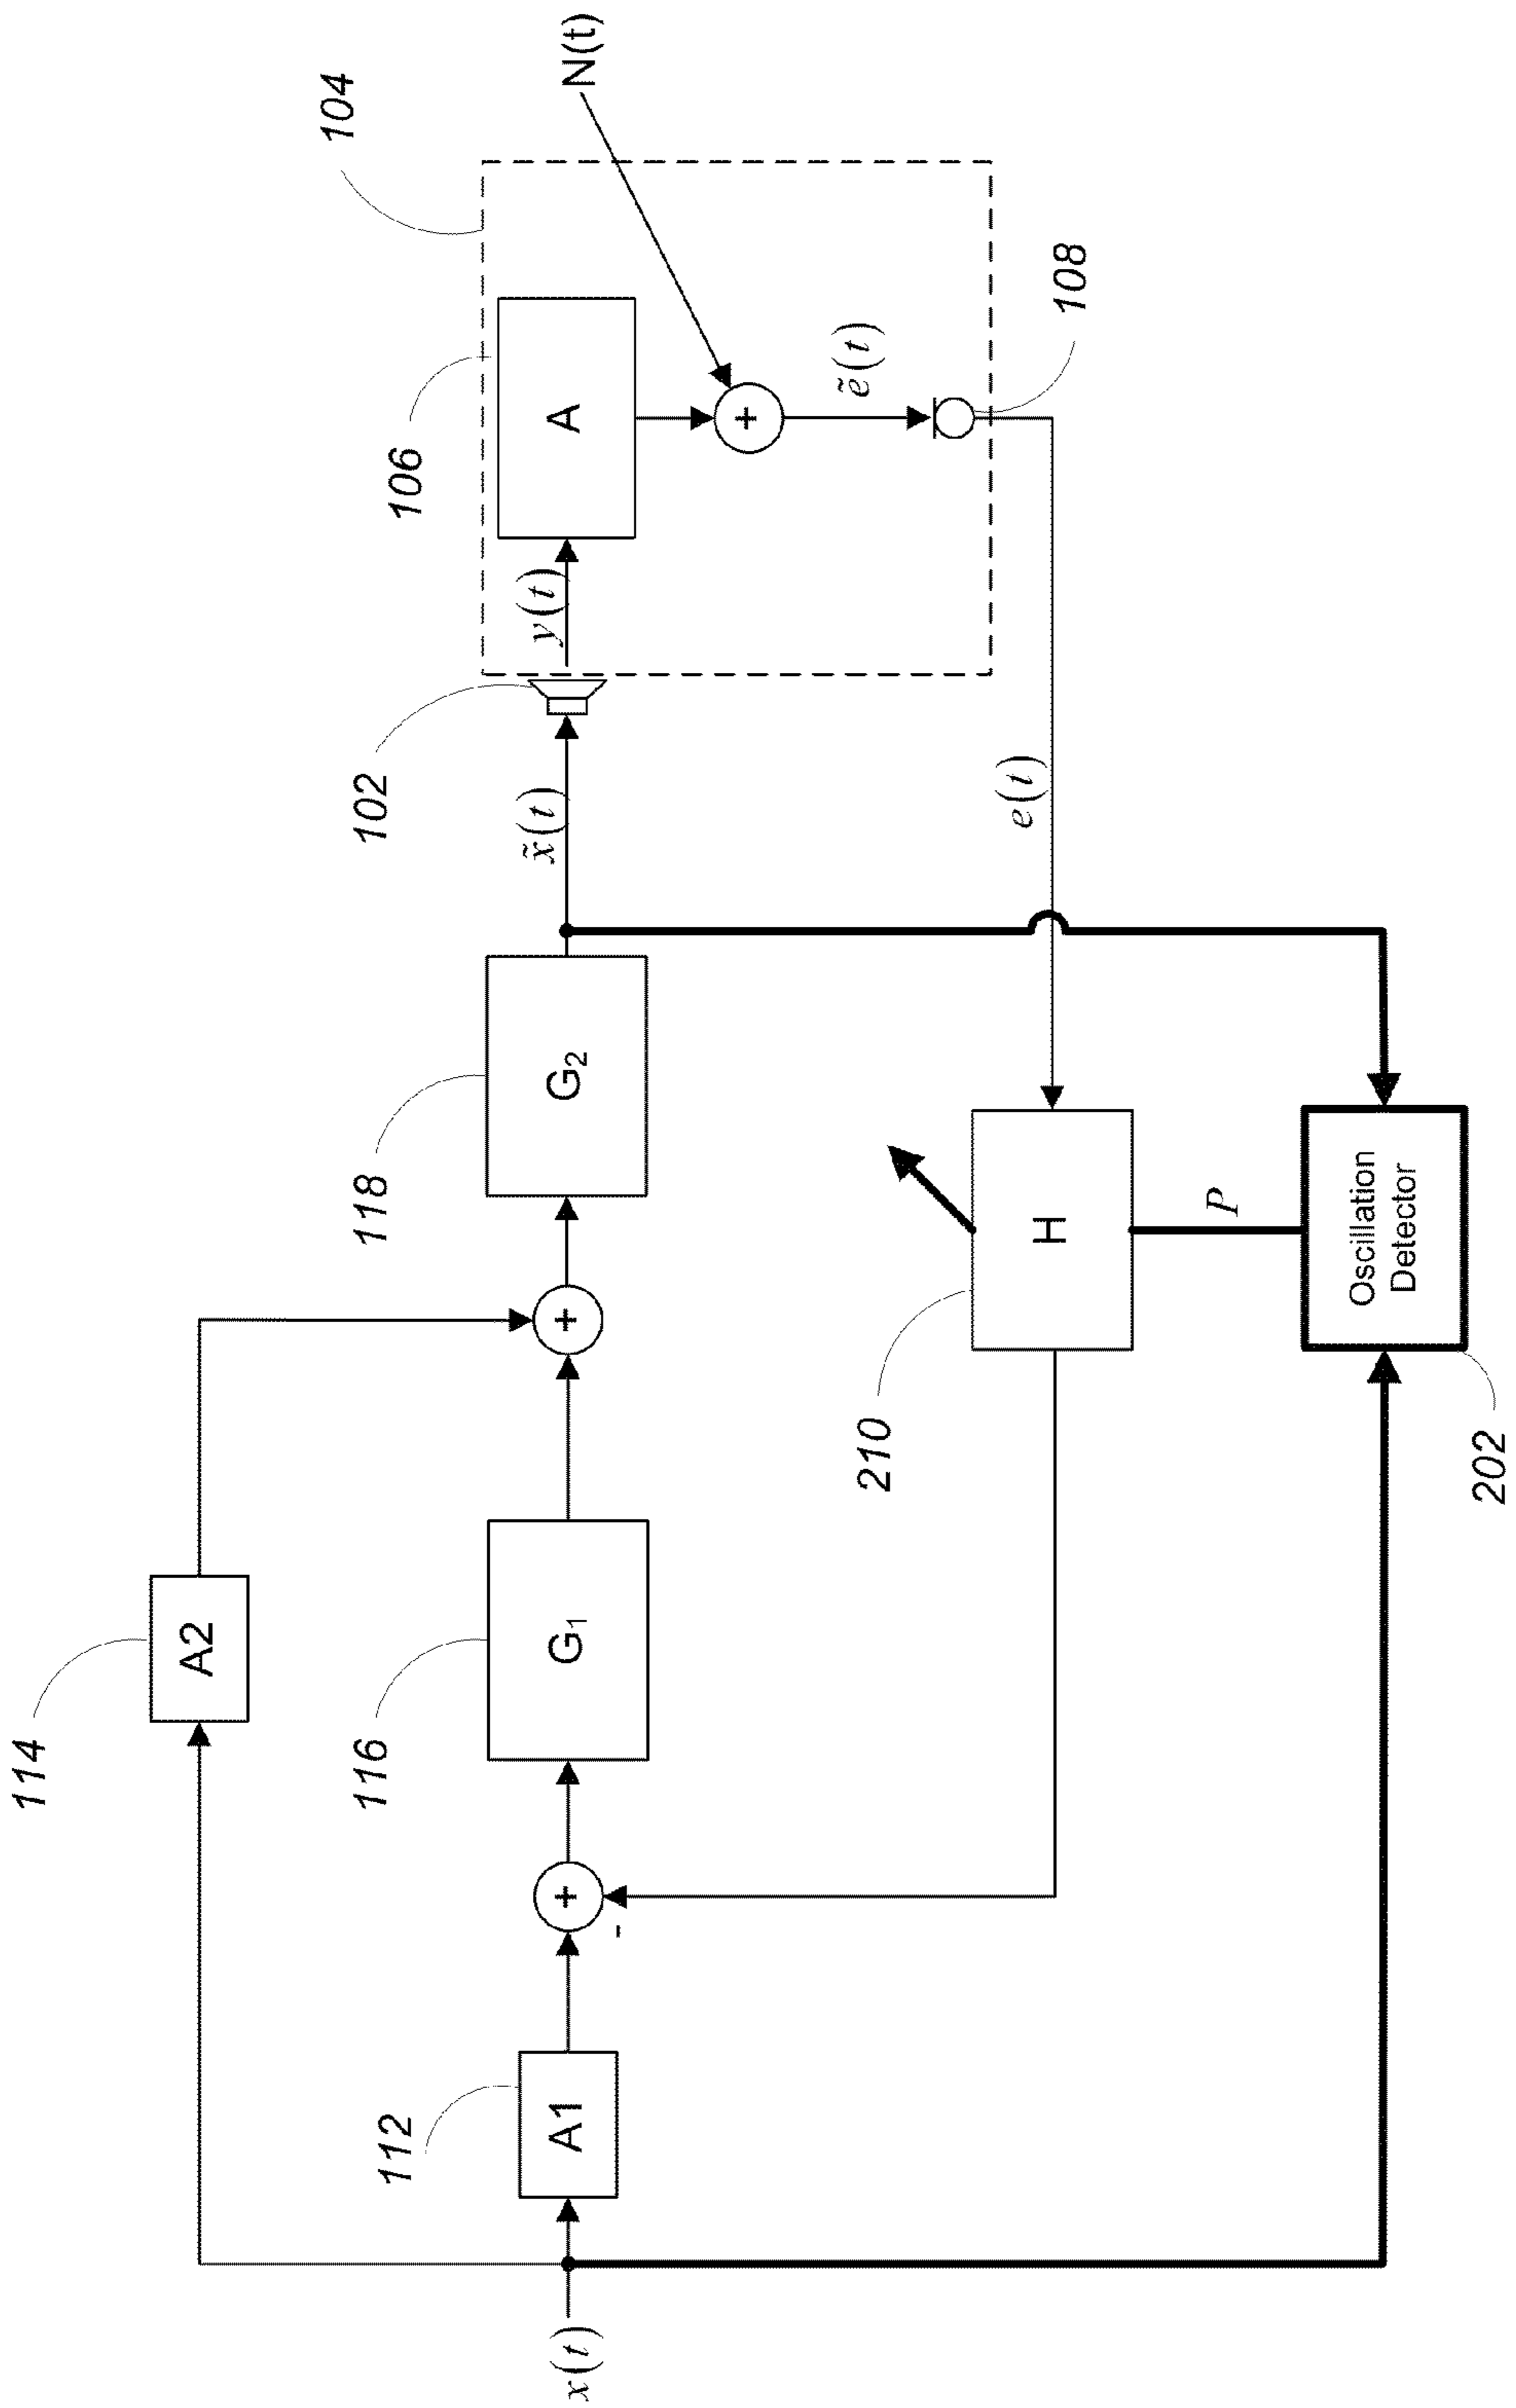 114
A2
104
N(t)
112
A1
116
G₁
118
G₂
102
106
A
x(t)
+
-
+
x̃(t)
y(t)
+
ẽ(t)
108
e(t)
210
H
P
Oscillation
Detector
202